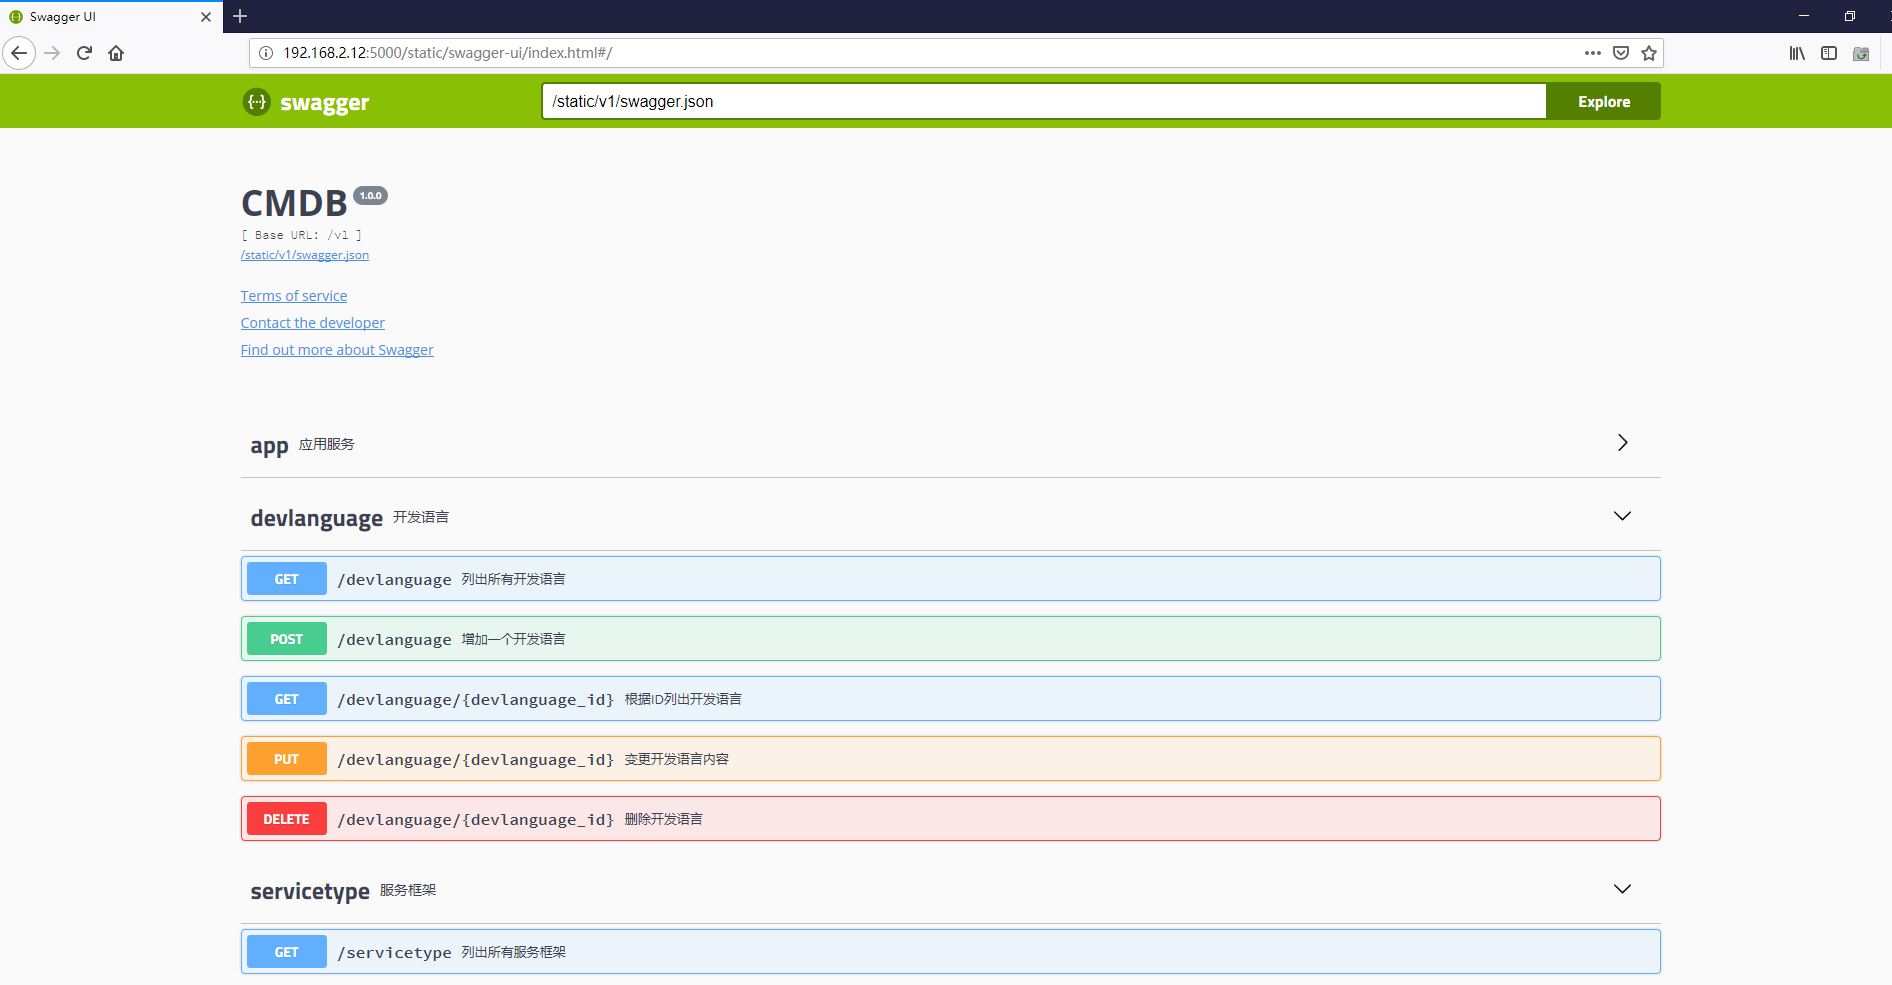 Swagger UI
192.168.2.12:5000/static/swagger-ui/index.html#/
swagger
/static/v1/swagger.json
Explore
CMDB 1.0.0
[ Base URL: /v1 ]
/static/v1/swagger.json
Terms of service
Contact the developer
Find out more about Swagger
app 应用服务
devlanguage 开发语言
GET /devlanguage 列出所有开发语言
POST /devlanguage 增加一个开发语言
GET /devlanguage/{devlanguage_id} 根据ID列出开发语言
PUT /devlanguage/{devlanguage_id} 变更开发语言内容
DELETE /devlanguage/{devlanguage_id} 删除开发语言
servicetype 服务框架
GET /servicetype 列出所有服务框架